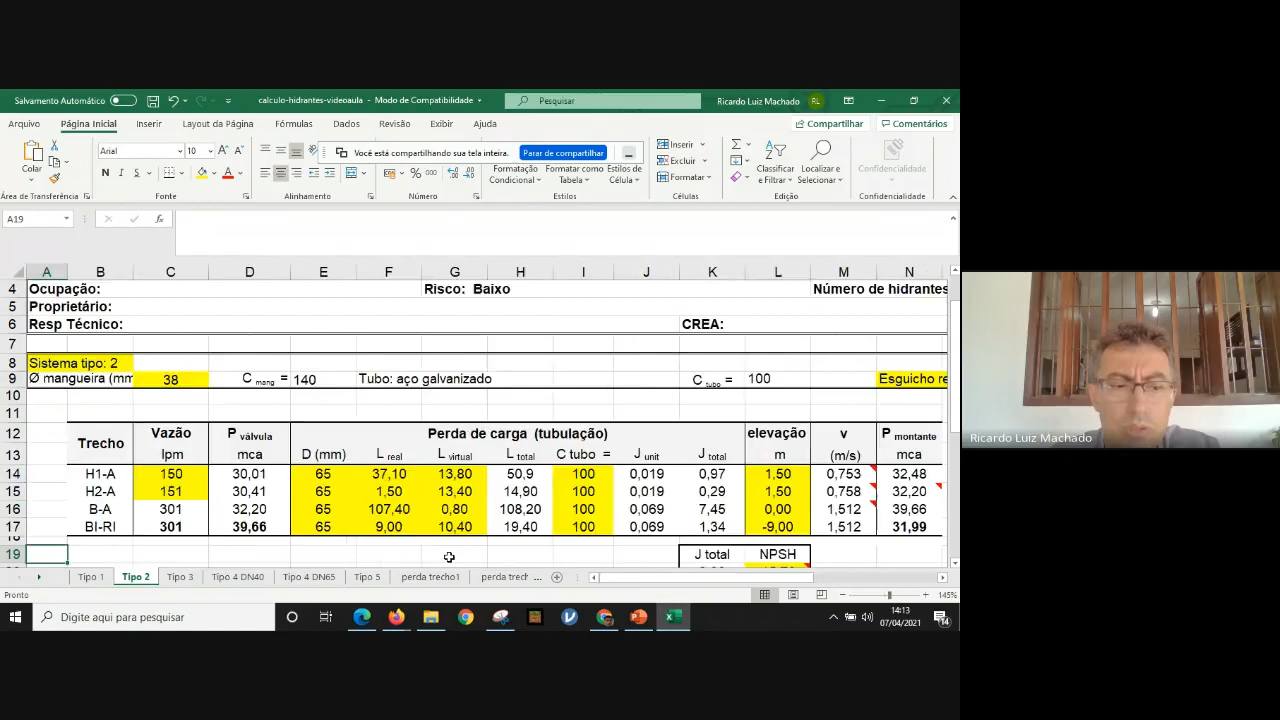 Salvamento Automático
calculo-hidrantes-videoaula - Modo de Compatibilidade
Pesquisar
Ricardo Luiz Machado RL
Arquivo Página Inicial Inserir Layout da Página Fórmulas Dados Revisão Exibir Ajuda Compartilhar Comentários
Colar
Arial 10
Você está compartilhando sua tela inteira. Parar de compartilhar
Formatação Condicional
Formatar como Tabela
Estilos de Célula
Inserir
Excluir
Formatar
Classificar e Filtrar
Localizar e Selecionar
Confidencialidade
Área de Transferência Fonte Alinhamento Número Estilos Células Edição Confidencialidade
A19
A B C D E F G H I J K L M N
4 Ocupação: Risco: Baixo Número de hidrantes
5 Proprietário:
6 Resp Técnico: CREA:
7
8 Sistema tipo: 2
9 Ø mangueira (mm 38 C mang = 140 Tubo: aço galvanizado C tubo = 100 Esguicho re
10
11
12 Trecho Vazão P válvula Perda de carga (tubulação) elevação v P montante
13 lpm mca D (mm) L real L virtual L total C tubo = J unit J total m (m/s) mca
14 H1-A 150 30,01 65 37,10 13,80 50,9 100 0,019 0,97 1,50 0,753 32,48
15 H2-A 151 30,41 65 1,50 13,40 14,90 100 0,019 0,29 1,50 0,758 32,20
16 B-A 301 32,20 65 107,40 0,80 108,20 100 0,069 7,45 0,00 1,512 39,66
17 BI-RI 301 39,66 65 9,00 10,40 19,40 100 0,069 1,34 -9,00 1,512 31,99
18
19 J total NPSH
Tipo 1 Tipo 2 Tipo 3 Tipo 4 DN40 Tipo 4 DN65 Tipo 5 perda trecho1 perda trech ...
Pronto 145%
Digite aqui para pesquisar
14:13
07/04/2021
14
Ricardo Luiz Machado